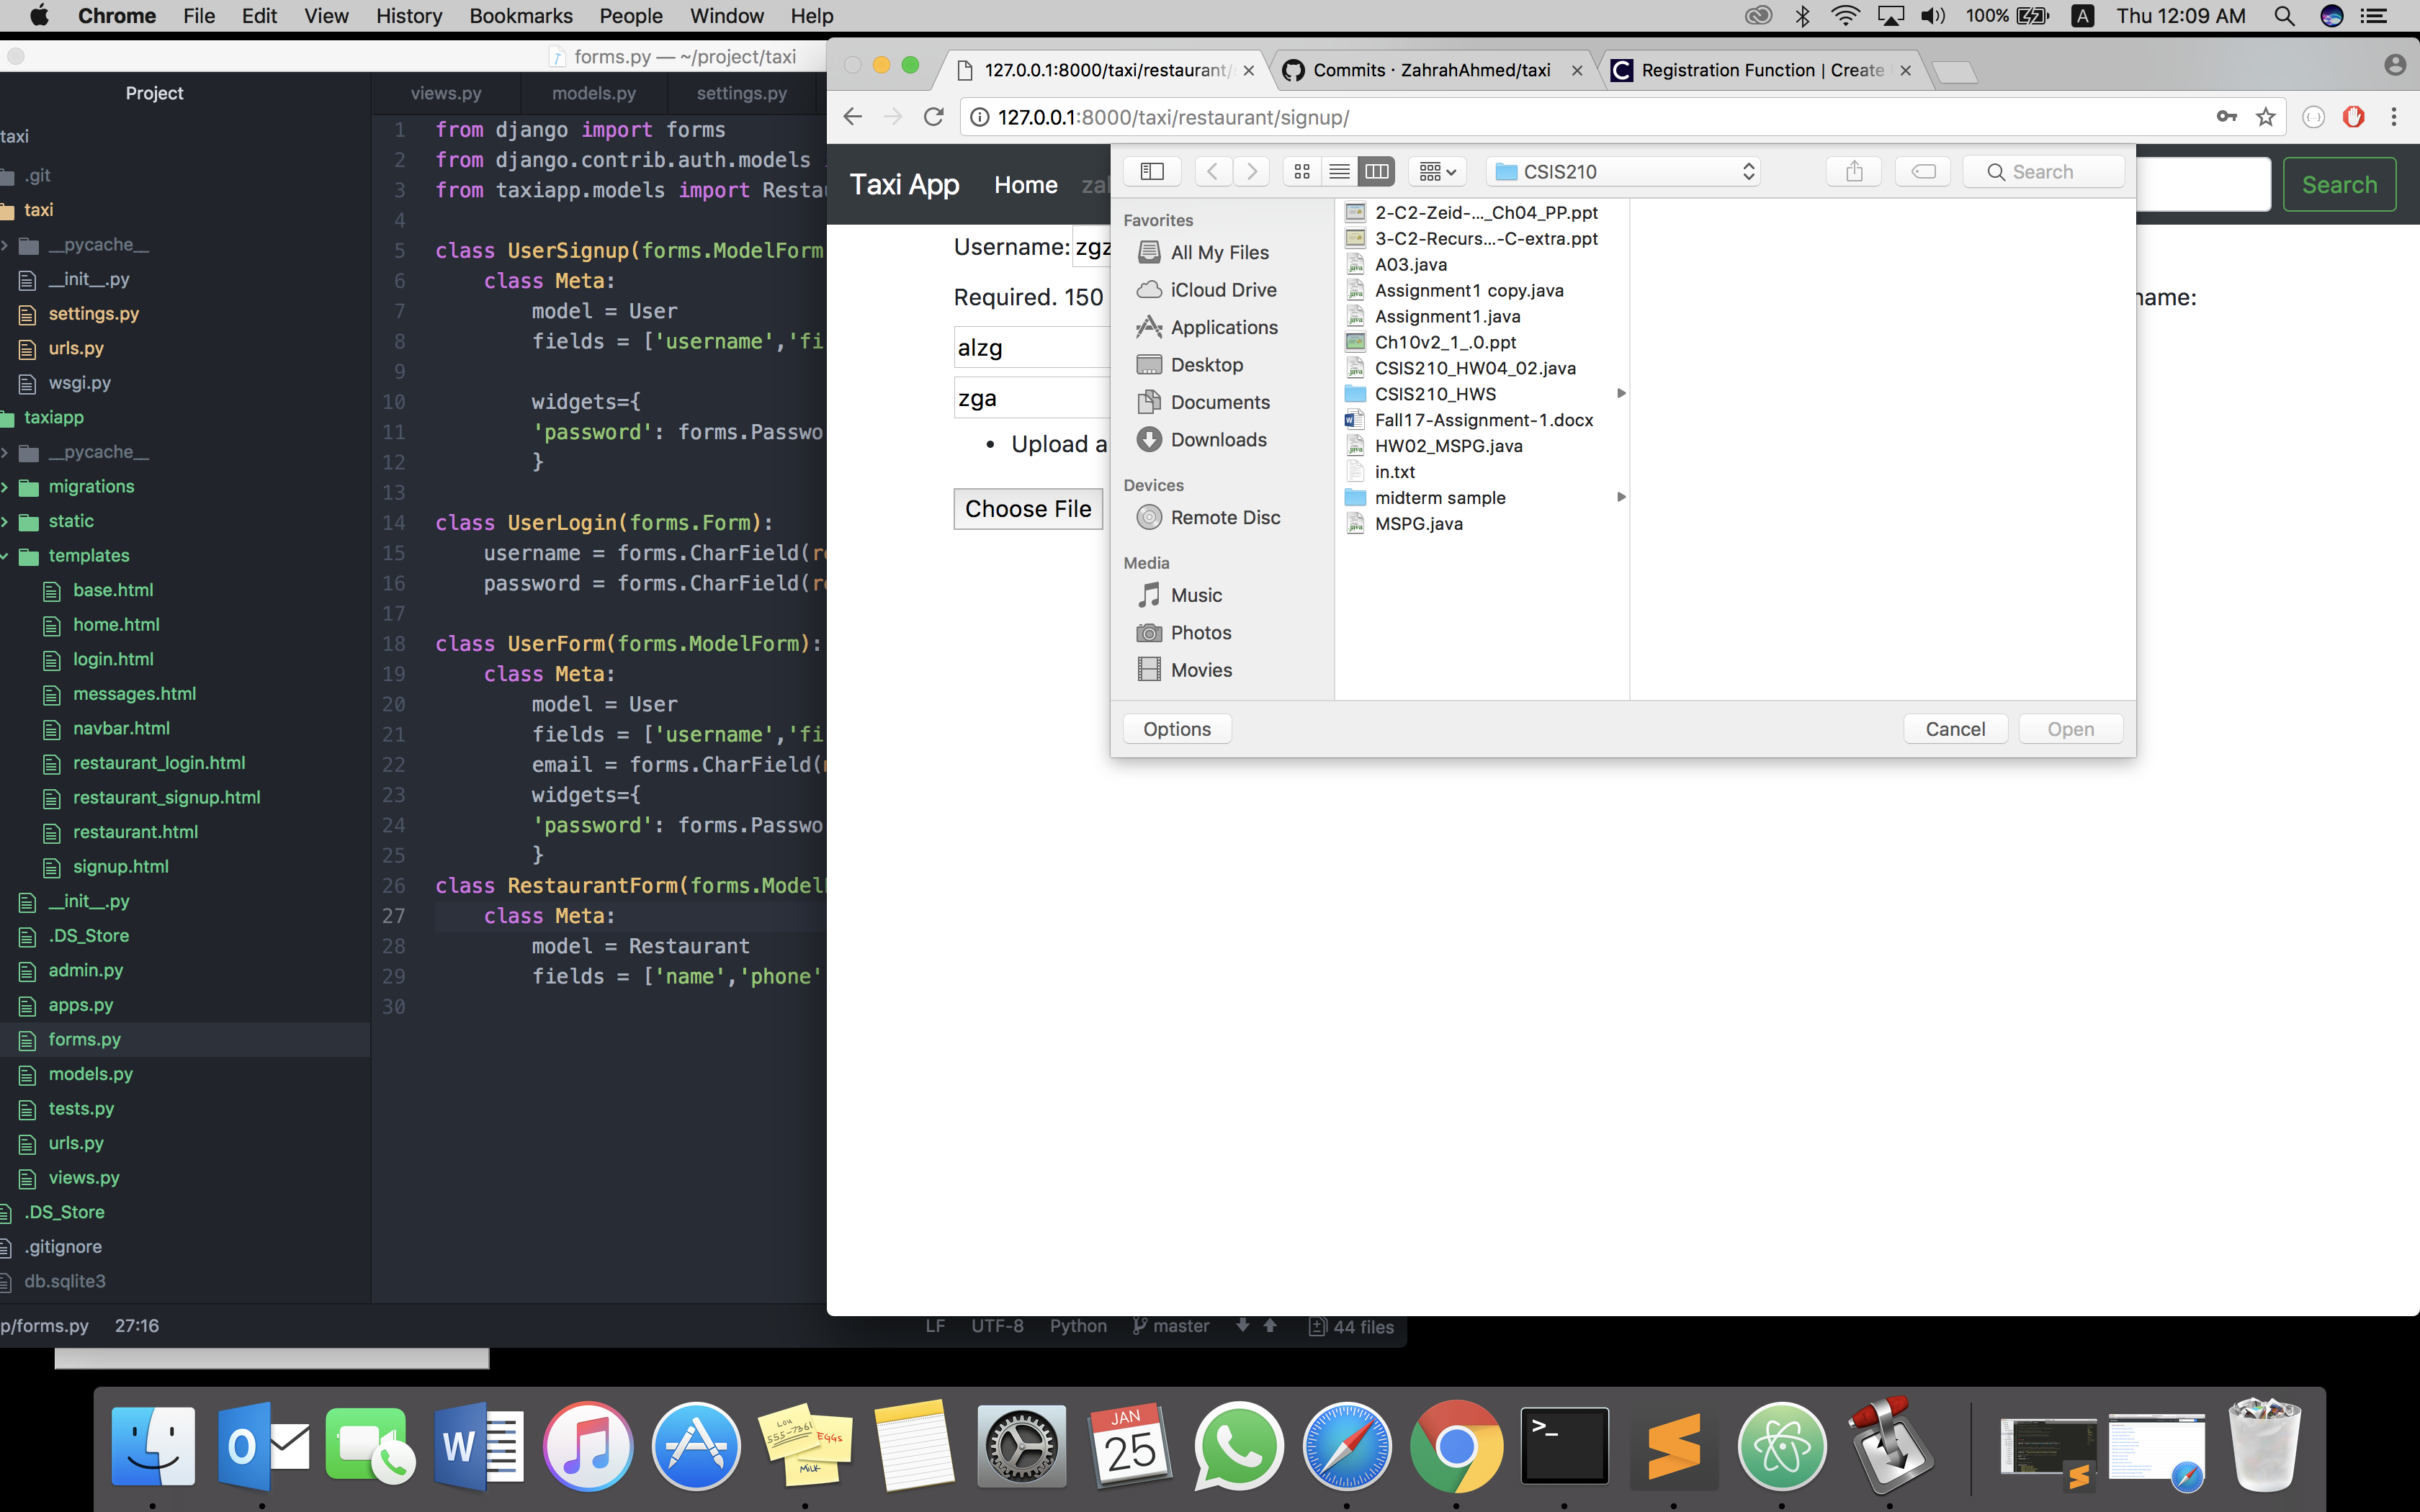 Chrome File Edit View History Bookmarks People Window Help
100% A Thu 12:09 AM
forms.py — ~/project/taxi
Project
taxi
.git
taxi
__pycache__
__init__.py
settings.py
urls.py
wsgi.py
taxiapp
__pycache__
migrations
static
templates
base.html
home.html
login.html
messages.html
navbar.html
restaurant_login.html
restaurant_signup.html
restaurant.html
signup.html
__init__.py
.DS_Store
admin.py
apps.py
forms.py
models.py
tests.py
urls.py
views.py
.DS_Store
.gitignore
db.sqlite3
views.py models.py settings.py
1 from django import forms
2 from django.contrib.auth.models
3 from taxiapp.models import Resta
4
5 class UserSignup(forms.ModelForm
6 class Meta:
7 model = User
8 fields = ['username','fi
9
10 widgets={
11 'password': forms.Passwo
12 }
13
14 class UserLogin(forms.Form):
15 username = forms.CharField(r
16 password = forms.CharField(r
17
18 class UserForm(forms.ModelForm):
19 class Meta:
20 model = User
21 fields = ['username','fi
22 email = forms.CharField(
23 widgets={
24 'password': forms.Passwo
25 }
26 class RestaurantForm(forms.Model
27 class Meta:
28 model = Restaurant
29 fields = ['name','phone'
30
p/forms.py 27:16
LF UTF-8 Python master 44 files
127.0.0.1:8000/taxi/restaurant/
Commits · ZahrahAhmed/taxi
Registration Function | Create
127.0.0.1:8000/taxi/restaurant/signup/
Taxi App Home za
Search
Username: zgz
Required. 150
name:
alzg
zga
• Upload a
Choose File
CSIS210
Search
Favorites
All My Files
iCloud Drive
Applications
Desktop
Documents
Downloads
Devices
Remote Disc
Media
Music
Photos
Movies
2-C2-Zeid-..._Ch04_PP.ppt
3-C2-Recurs...-C-extra.ppt
A03.java
Assignment1 copy.java
Assignment1.java
Ch10v2_1_.0.ppt
CSIS210_HW04_02.java
CSIS210_HWS
Fall17-Assignment-1.docx
HW02_MSPG.java
in.txt
midterm sample
MSPG.java
Options
Cancel Open
JAN
25